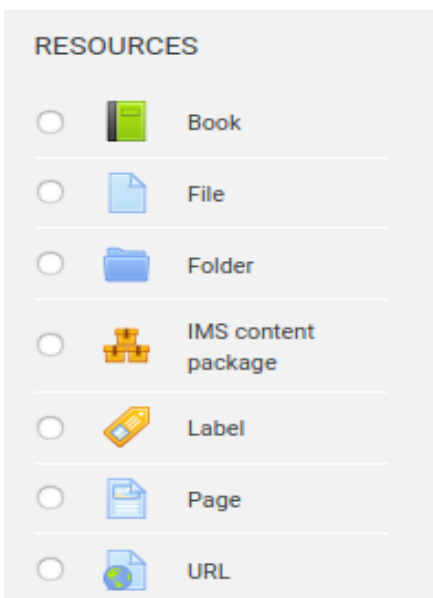 RESOURCES
Book
File
Folder
IMS content
package
Label
Page
URL